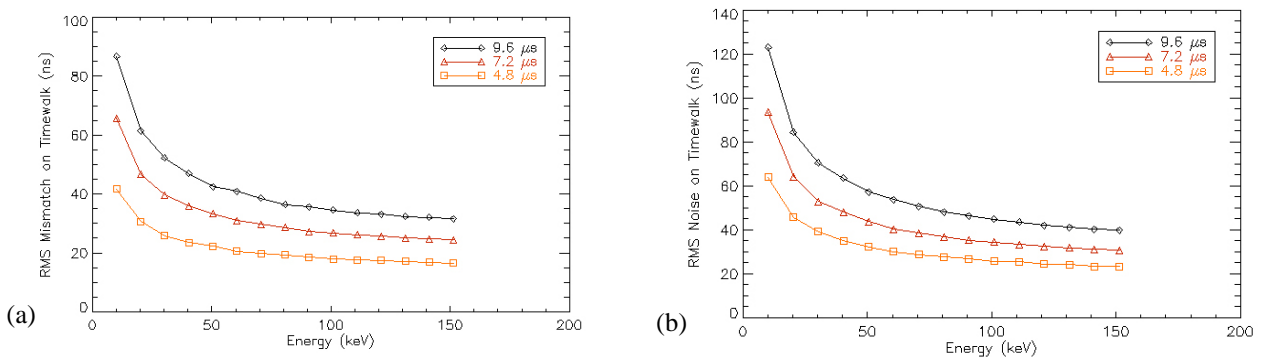 100
80
60
40
20
0
RMS Mismatch on Timewalk (ns)
9.6 μs
7.2 μs
4.8 μs
0 50 100 150 200
Energy (keV)
(a)
140
120
100
80
60
40
20
0
RMS Noise on Timewalk (ns)
9.6 μs
7.2 μs
4.8 μs
0 50 100 150 200
Energy (keV)
(b)